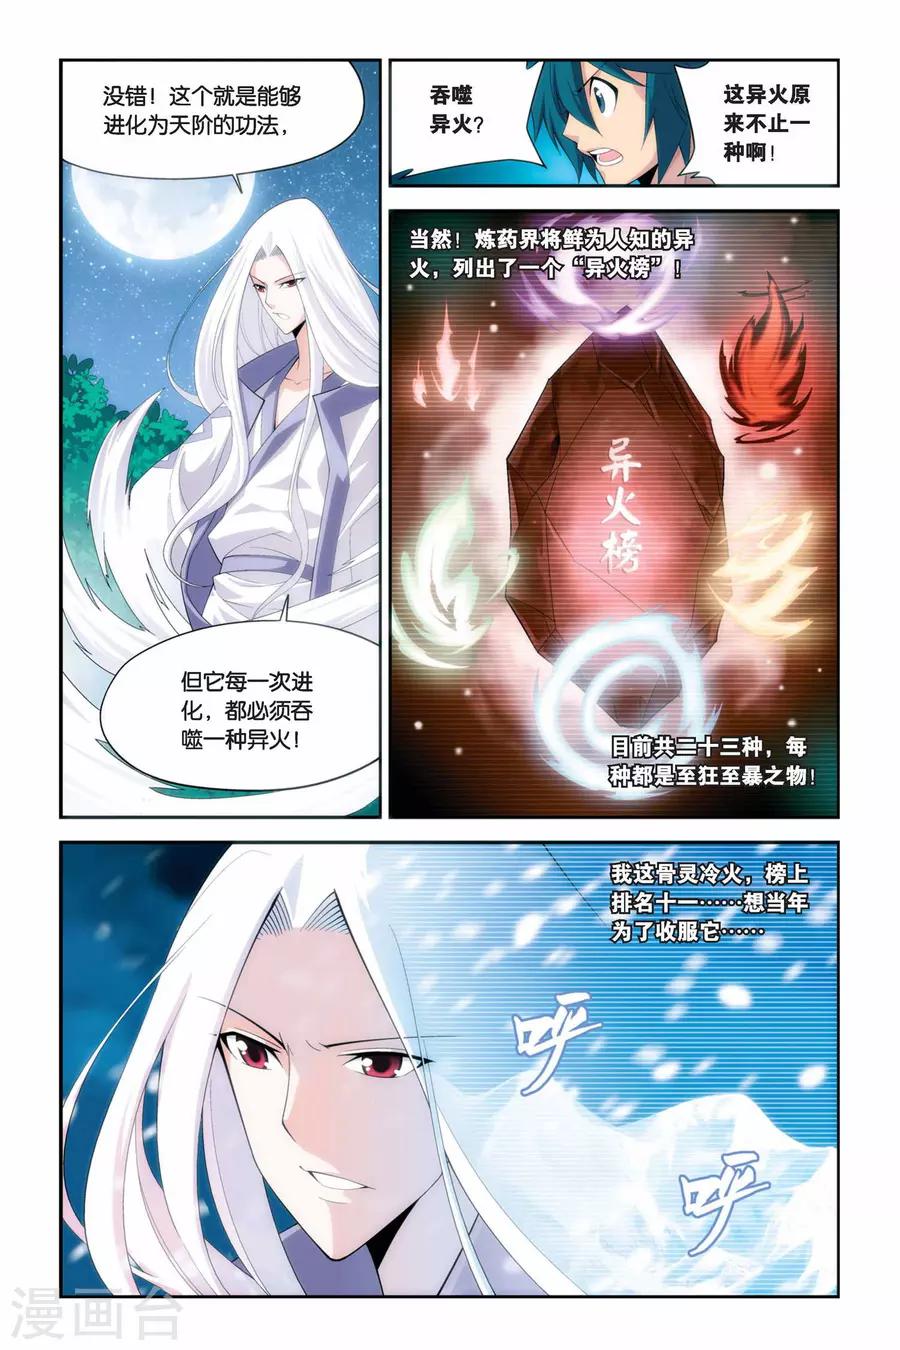 没错！这个就是能够
进化为天阶的功法，
但它每一次进
化，都必须吞
噬一种异火！
吞噬
异火？
这异火原
来不止一
种啊！
当然！炼药界将鲜为人知的异
火，列出了一个“异火榜”！
异
火
榜
目前共二十三种，每
种都是至狂至暴之物！
我这骨灵冷火，榜上
排名十一……想当年
为了收服它……
呼
呼
漫画台